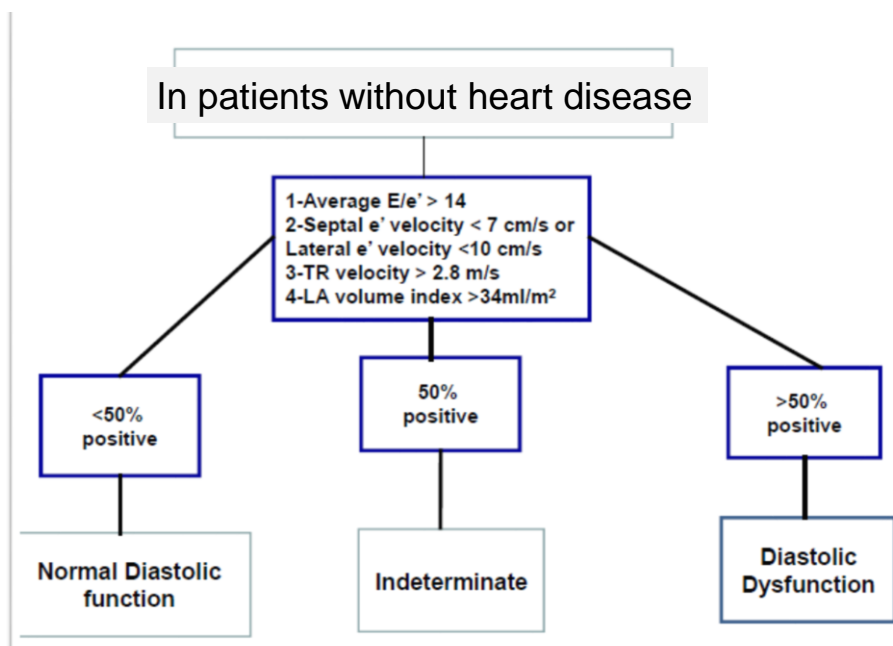 In patients without heart disease
1-Average E/e’ > 14
2-Septal e’ velocity < 7 cm/s or
Lateral e’ velocity <10 cm/s
3-TR velocity > 2.8 m/s
4-LA volume index >34ml/m²
<50%
positive
50%
positive
>50%
positive
Normal Diastolic
function
Indeterminate
Diastolic
Dysfunction